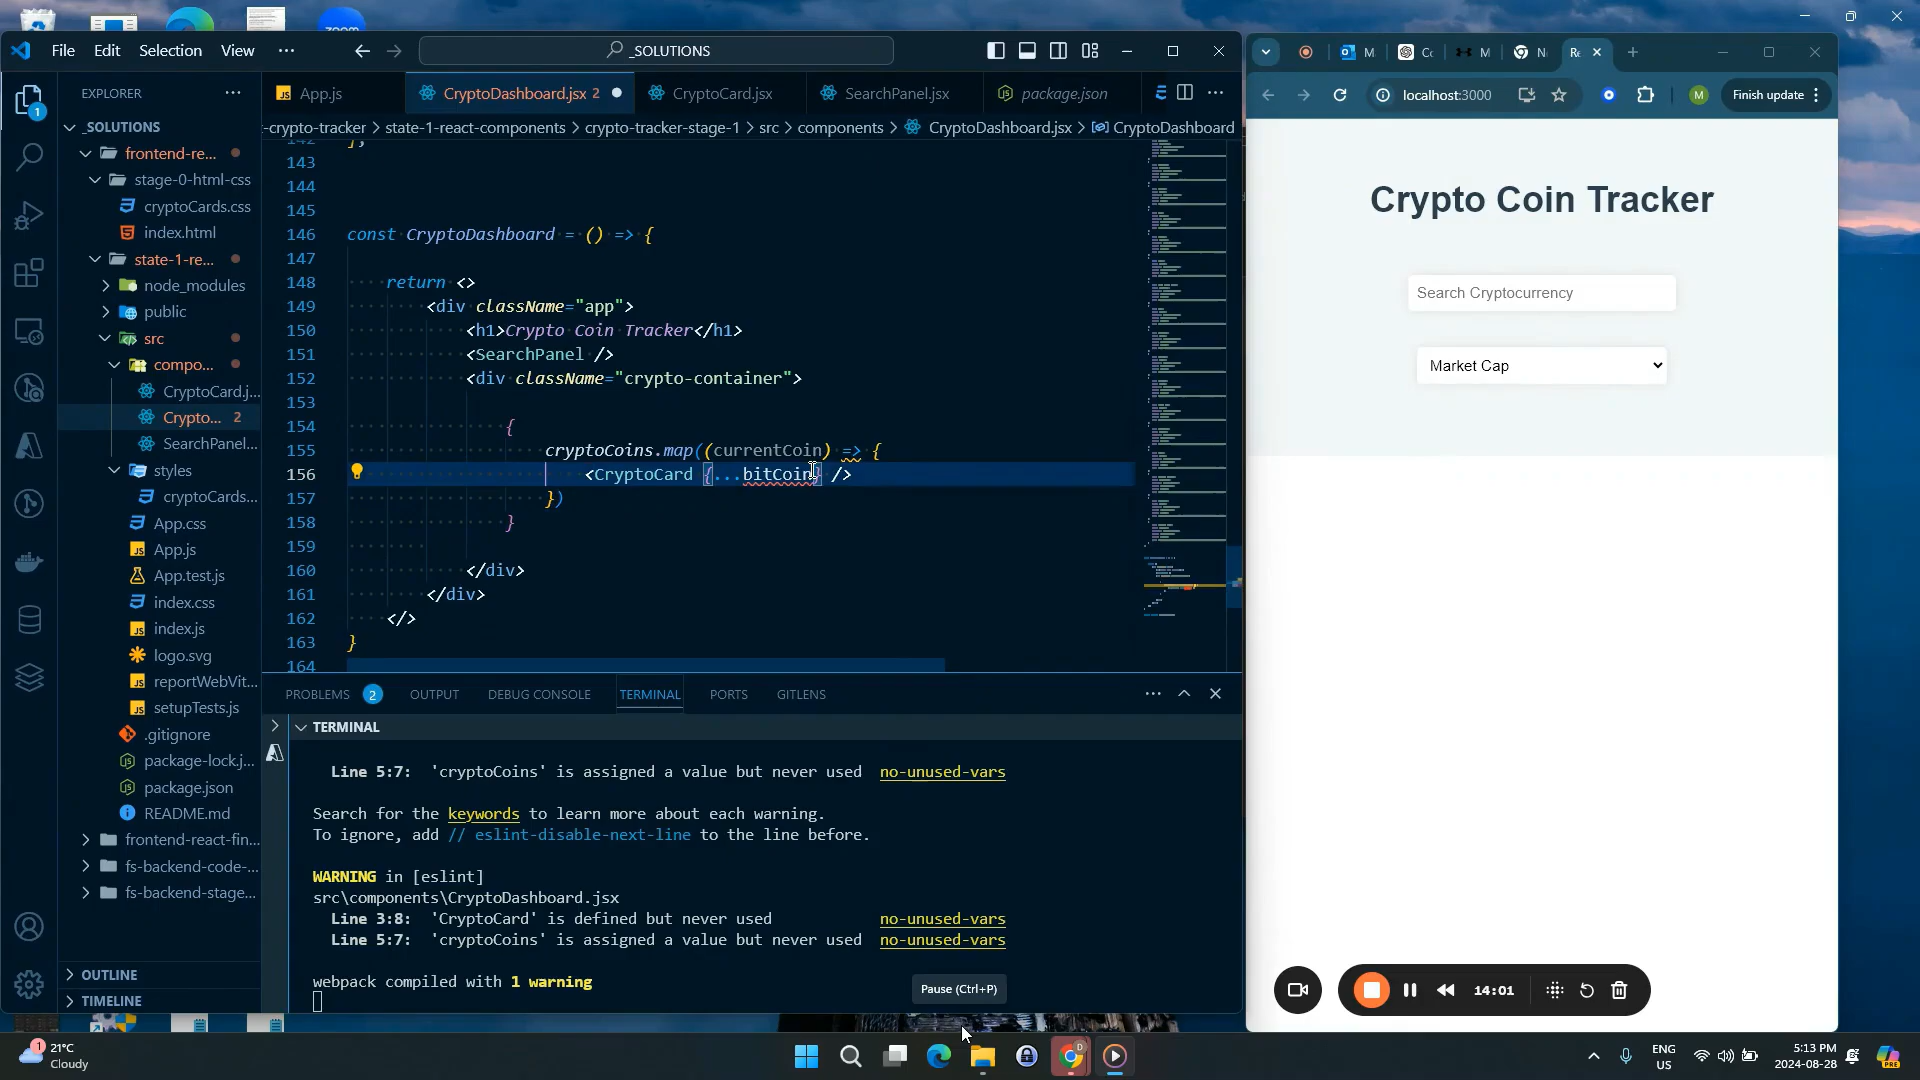 zoom
File Edit Selection View ···
_SOLUTIONS
M
Co
M
N
Re
EXPLORER
App.js
CryptoDashboard.jsx 2
CryptoCard.jsx
SearchPanel.jsx
package.json
localhost:3000
M
Finish update
_SOLUTIONS
t-crypto-tracker > state-1-react-components > crypto-tracker-stage-1 > src > components > CryptoDashboard.jsx > CryptoDashboard
frontend-re...
stage-0-html-css
cryptoCards.css
index.html
state-1-re...
node_modules
public
src
compo...
CryptoCard.j...
Crypto... 2
SearchPanel...
styles
cryptoCards...
App.css
App.js
App.test.js
index.css
index.js
logo.svg
reportWebVit...
setupTests.js
.gitignore
package-lock.j...
package.json
README.md
frontend-react-fin...
fs-backend-code-...
fs-backend-stage...
OUTLINE
TIMELINE
1
142 ];
143
144
145
146 const CryptoDashboard = () => {
147
148 return <>
149 <div className="app">
150 <h1>Crypto Coin Tracker</h1>
151 <SearchPanel />
152 <div className="crypto-container">
153
154 {
155 cryptoCoins.map((currentCoin) => {
156 <CryptoCard {...bitCoin} />
157 })
158 }
159
160 </div>
161 </div>
162 </>
163 }
164
PROBLEMS 2 OUTPUT DEBUG CONSOLE TERMINAL PORTS GITLENS
TERMINAL
Line 5:7: 'cryptoCoins' is assigned a value but never used no-unused-vars
Search for the keywords to learn more about each warning.
To ignore, add // eslint-disable-next-line to the line before.
WARNING in [eslint]
src\components\CryptoDashboard.jsx
Line 3:8: 'CryptoCard' is defined but never used no-unused-vars
Line 5:7: 'cryptoCoins' is assigned a value but never used no-unused-vars
webpack compiled with 1 warning
Pause (Ctrl+P)
Crypto Coin Tracker
Search Cryptocurrency
Market Cap
14:01
1
21°C
Cloudy
D
ENG
US
5:13 PM
2024-08-28
PRE